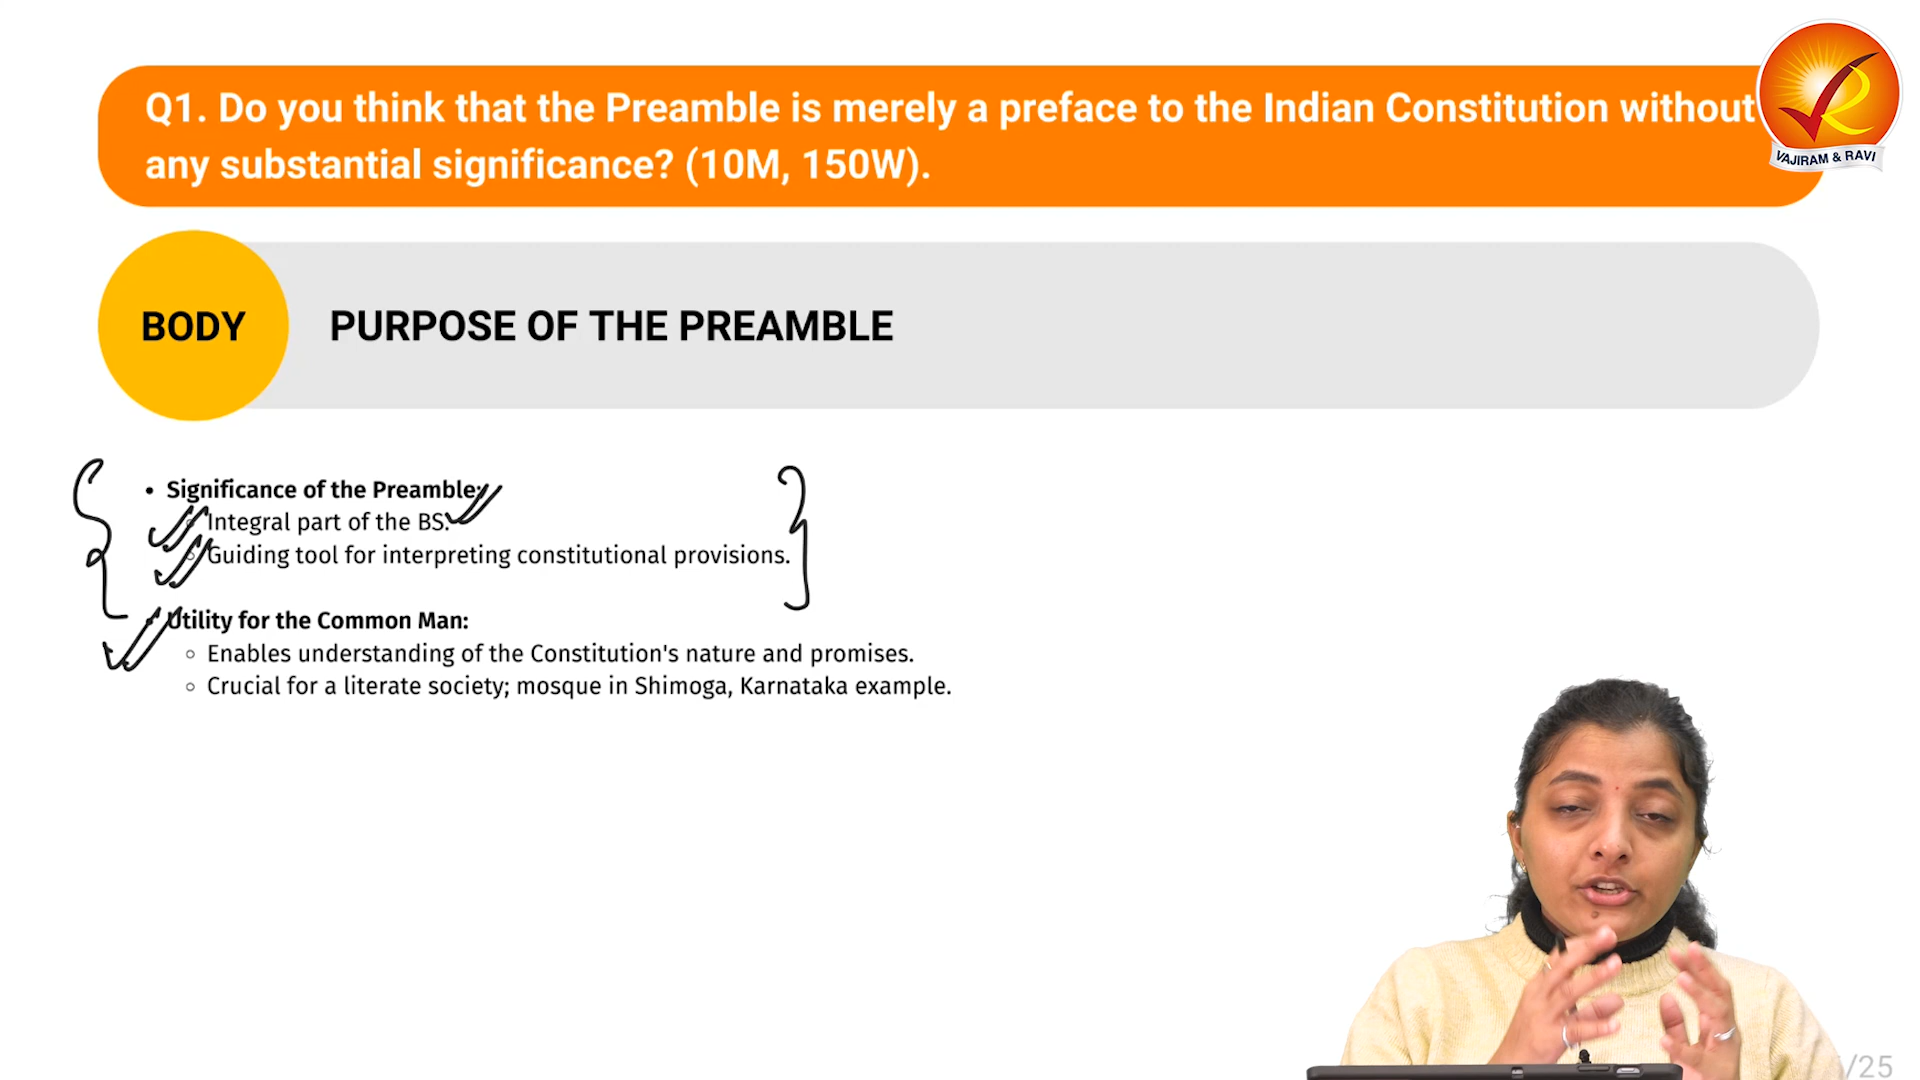 Q1. Do you think that the Preamble is merely a preface to the Indian Constitution without
any substantial significance? (10M, 150W).
VAJIRAM & RAVI
BODY
PURPOSE OF THE PREAMBLE
• Significance of the Preamble:
Integral part of the BS.
Guiding tool for interpreting constitutional provisions.
Utility for the Common Man:
Enables understanding of the Constitution's nature and promises.
Crucial for a literate society; mosque in Shimoga, Karnataka example.
/25